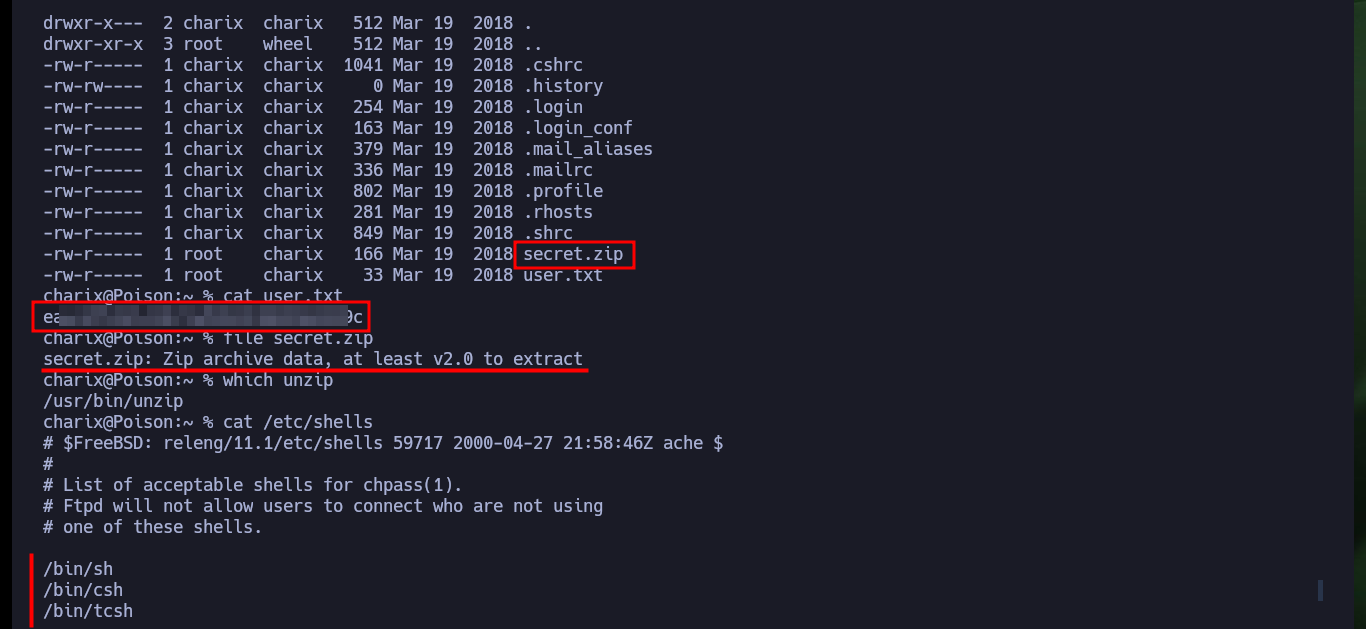 drwxr-x---  2 charix  charix   512 Mar 19  2018 .
drwxr-xr-x  3 root    wheel    512 Mar 19  2018 ..
-rw-r-----  1 charix  charix  1041 Mar 19  2018 .cshrc
-rw-rw----  1 charix  charix     0 Mar 19  2018 .history
-rw-r-----  1 charix  charix   254 Mar 19  2018 .login
-rw-r-----  1 charix  charix   163 Mar 19  2018 .login_conf
-rw-r-----  1 charix  charix   379 Mar 19  2018 .mail_aliases
-rw-r-----  1 charix  charix   336 Mar 19  2018 .mailrc
-rw-r-----  1 charix  charix   802 Mar 19  2018 .profile
-rw-r-----  1 charix  charix   281 Mar 19  2018 .rhosts
-rw-r-----  1 charix  charix   849 Mar 19  2018 .shrc
-rw-r-----  1 root    charix   166 Mar 19  2018 secret.zip
-rw-r-----  1 root    charix    33 Mar 19  2018 user.txt
charix@Poison:~ % cat user.txt
charix@Poison:~ % file secret.zip
secret.zip: Zip archive data, at least v2.0 to extract
charix@Poison:~ % which unzip
/usr/bin/unzip
charix@Poison:~ % cat /etc/shells
# $FreeBSD: releng/11.1/etc/shells 59717 2000-04-27 21:58:46Z ache $
#
# List of acceptable shells for chpass(1).
# Ftpd will not allow users to connect who are not using
# one of these shells.
/bin/sh
/bin/csh
/bin/tcsh